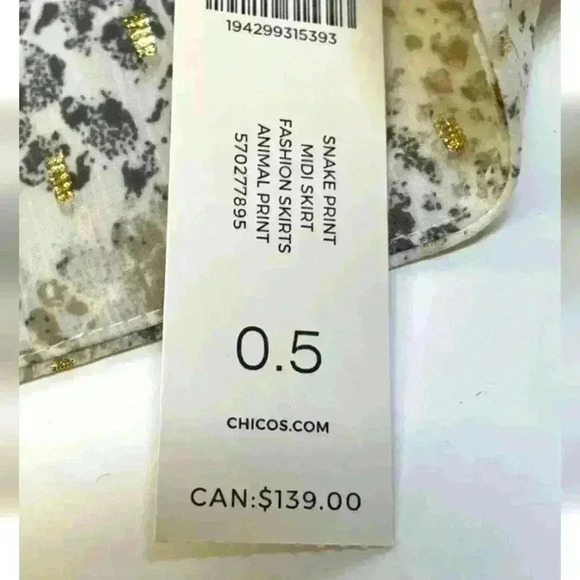 194299315393
SNAKE PRINT
MIDI SKIRT
FASHION SKIRTS
ANIMAL PRINT
570277895
0.5
CHICOS.COM
CAN:$139.00